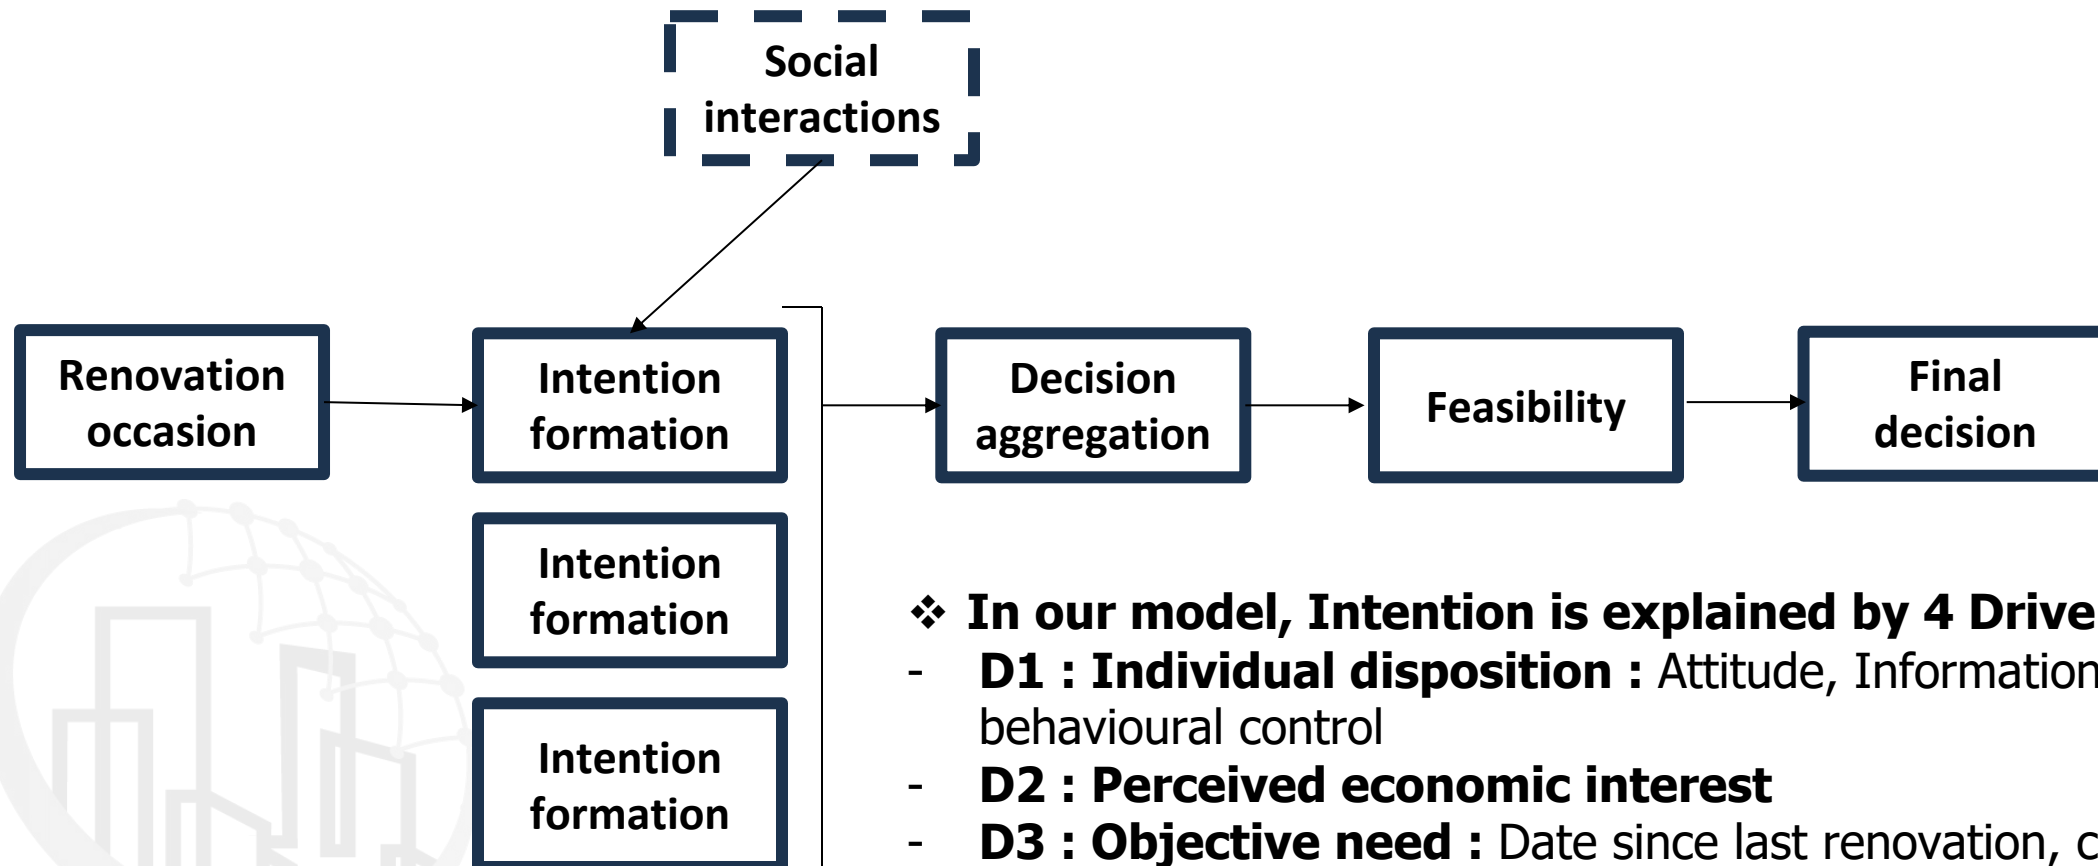 Social
interactions
Renovation
occasion
Intention
formation
Decision
aggregation
Feasibility
Final
decision
Intention
formation
Intention
formation
❖ In our model, Intention is explained by 4 Drive
- D1 : Individual disposition : Attitude, Information
behavioural control
- D2 : Perceived economic interest
- D3 : Objective need : Date since last renovation, c